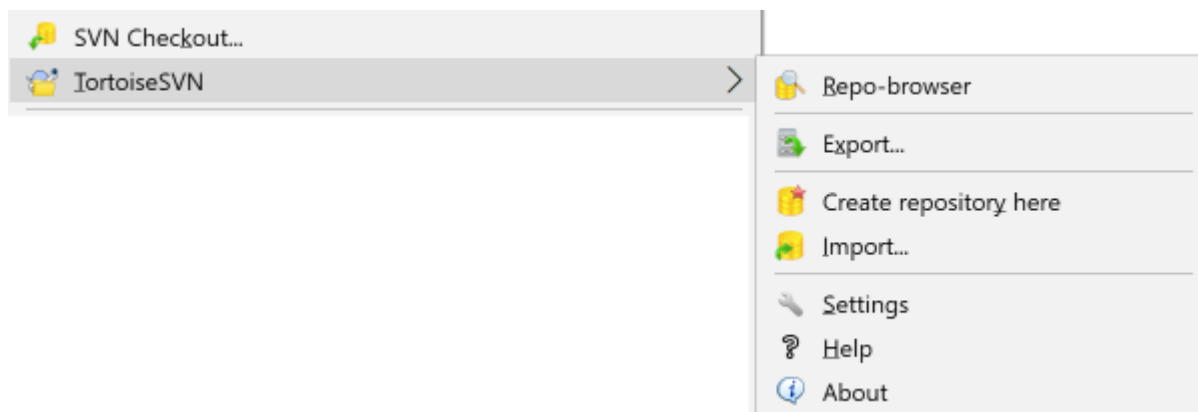 SVN Checkout...
TortoiseSVN
Repo-browser
Export...
Create repository here
Import...
Settings
Help
About